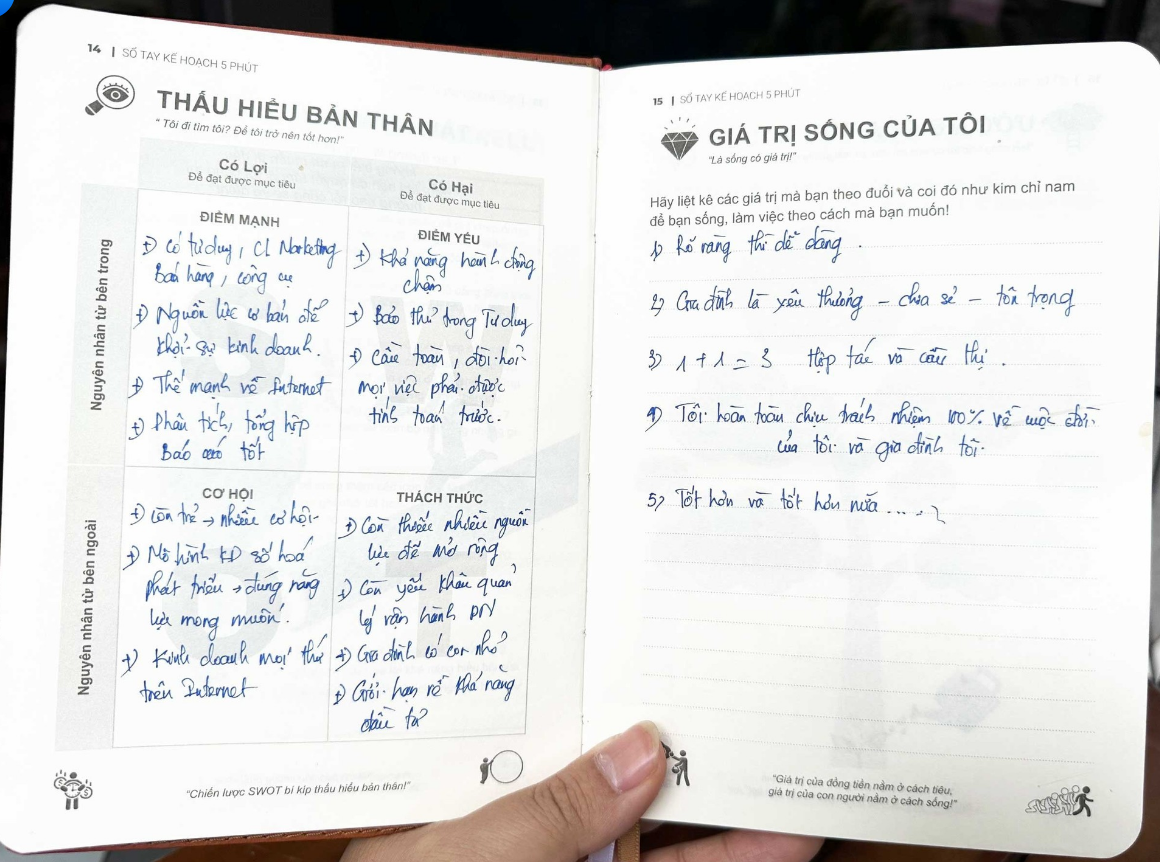 14 | SỔ TAY KẾ HOẠCH 5 PHÚT
THẤU HIỂU BẢN THÂN
“ Tôi đi tìm tôi? Để tôi trở nên tốt hơn!”
Có Lợi
Để đạt được mục tiêu
Có Hại
Để đạt được mục tiêu
Nguyên nhân từ bên trong
ĐIỂM MẠNH
+) Có tư duy, CL Marketing
Bán hàng, công cụ
+) Nguồn lực cơ bản để
khởi sự kinh doanh.
+) Thế mạnh về Internet
+) Phân tích, tổng hợp
Báo cáo tốt
ĐIỂM YẾU
+) Khả năng hành động
chậm
+) Bảo thủ trong Tư duy
+) Cầu toàn, đòi hỏi
mọi việc phải được
tính toán trước.
Nguyên nhân từ bên ngoài
CƠ HỘI
+) Còn trẻ → nhiều cơ hội
+) Mô hình KD số hoá
phát triển → đúng năng
lực mong muốn.
+) Kinh doanh mọi thứ
trên Internet
THÁCH THỨC
+) Còn thiếu nhiều nguồn
lực để mở rộng
+) Còn yếu khâu quản
lý vận hành DN
+) Gia đình có con nhỏ
+) Giới hạn về khả năng
đầu tư
“Chiến lược SWOT bí kíp thấu hiểu bản thân!”
15 | SỔ TAY KẾ HOẠCH 5 PHÚT
GIÁ TRỊ SỐNG CỦA TÔI
“Là sống có giá trị!”
Hãy liệt kê các giá trị mà bạn theo đuổi và coi đó như kim chỉ nam
để bạn sống, làm việc theo cách mà bạn muốn!
1) Rõ ràng thì dễ dàng.
2) Gia đình là yêu thương – chia sẻ – tôn trọng
3) 1 + 1 = 3 Hợp tác và cầu thị.
4) Tôi hoàn toàn chịu trách nhiệm 100% về cuộc đời
của tôi và gia đình tôi.
5) Tốt hơn và tốt hơn nữa ....
“Giá trị của đồng tiền nằm ở cách tiêu,
giá trị của con người nằm ở cách sống!”